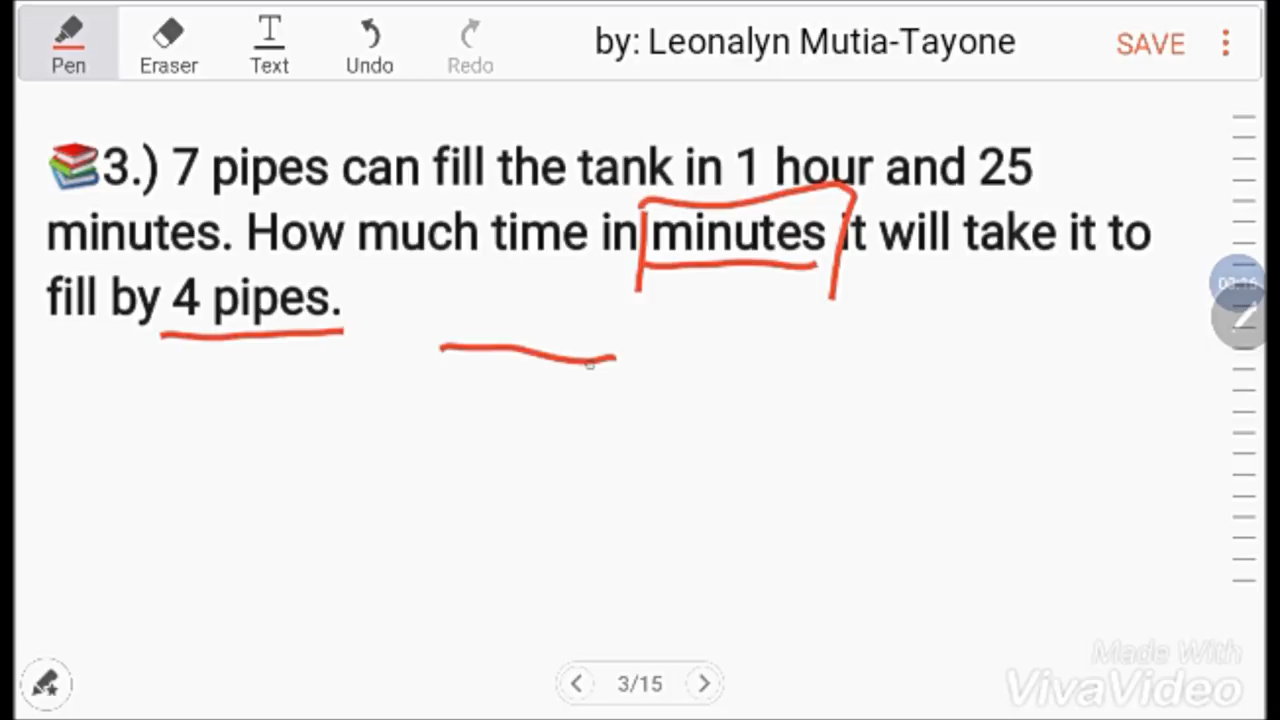 Pen Eraser Text Undo Redo by: Leonalyn Mutia-Tayone SAVE
3.) 7 pipes can fill the tank in 1 hour and 25
minutes. How much time in minutes it will take it to
fill by 4 pipes.
3/15
Made With
VivaVideo